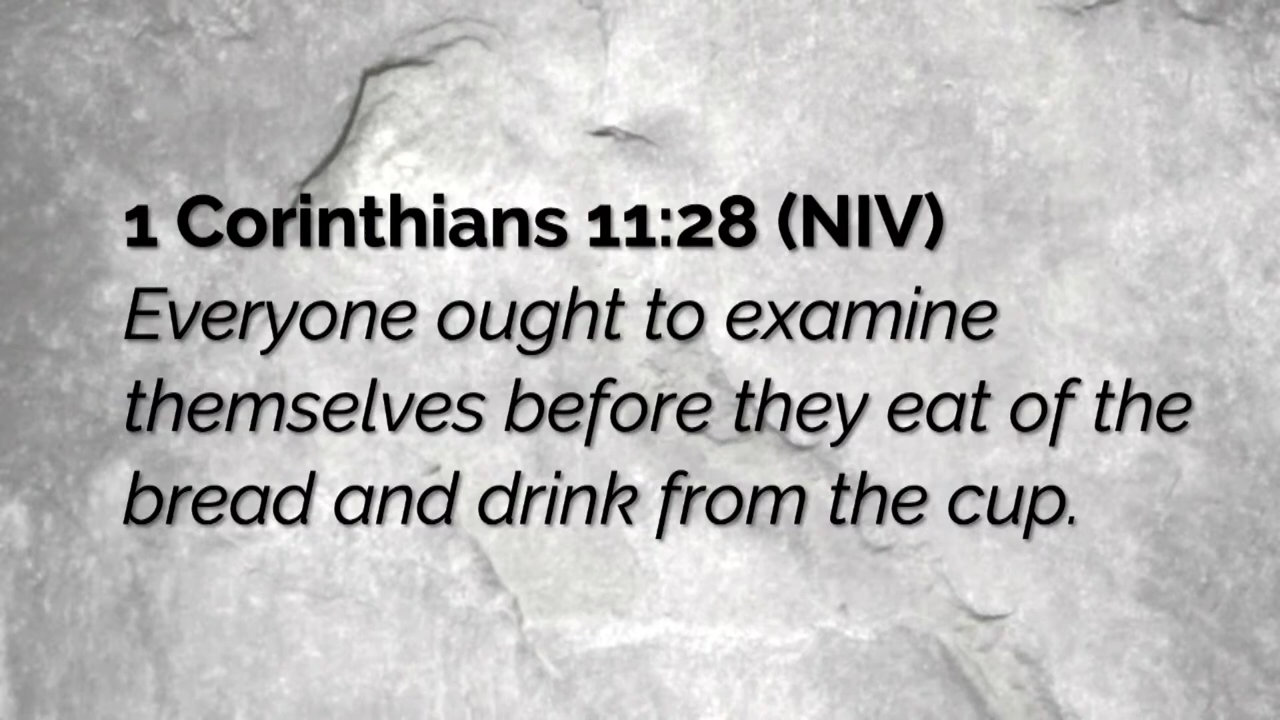 1 Corinthians 11:28 (NIV)
Everyone ought to examine
themselves before they eat of the
bread and drink from the cup.